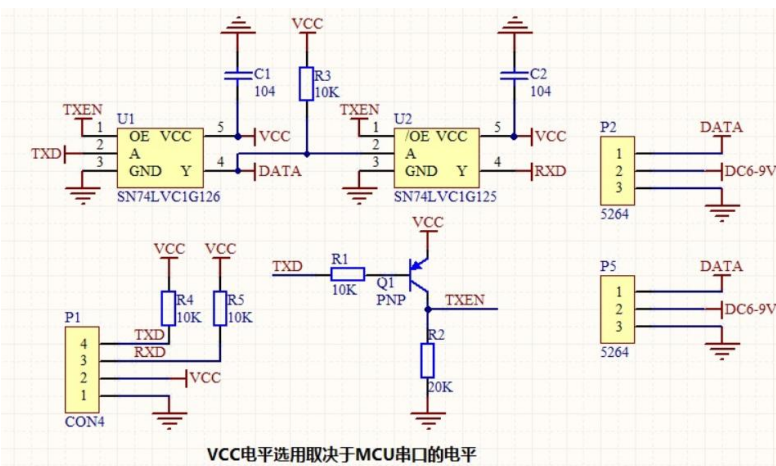 VCC
C1
104
R3
10K
C2
104
TXEN
U1
1
OE VCC
5
VCC
TXD
2
A
3
GND Y
4
DATA
SN74LVC1G126
TXEN
U2
1
/OE VCC
5
VCC
2
A
3
GND Y
4
RXD
SN74LVC1G125
P2
DATA
1
2
DC6-9V
3
5264
VCC
VCC
R4
10K
R5
10K
P1
TXD
4
RXD
3
2
VCC
1
CON4
VCC
TXD
R1
10K
Q1
PNP
TXEN
R2
20K
P5
DATA
1
2
DC6-9V
3
5264
VCC电平选用取决于MCU串口的电平